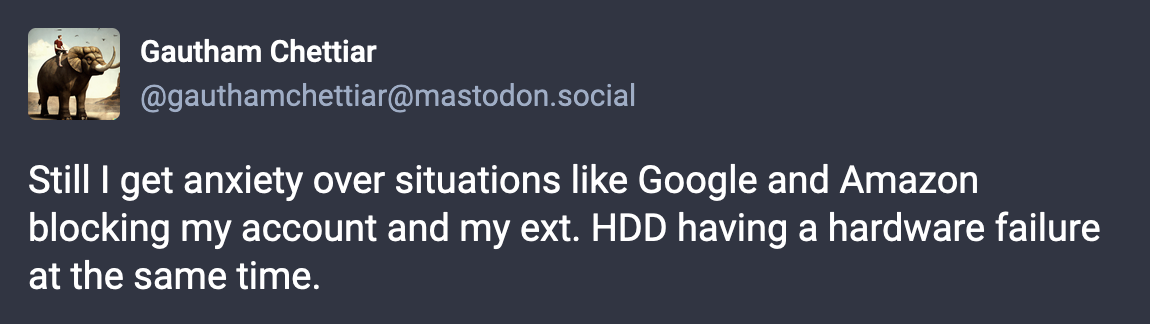 Gautham Chettiar
@gauthamchettiar@mastodon.social
Still I get anxiety over situations like Google and Amazon
blocking my account and my ext. HDD having a hardware failure
at the same time.